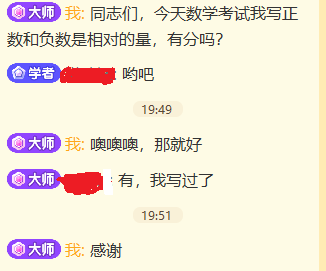 大师 我: 同志们，今天数学考试我写正
数和负数是相对的量，有分吗？
学者 哟吧
19:49
大师 我: 噢噢噢，那就好
大师 : 有，我写过了
19:51
大师 我: 感谢